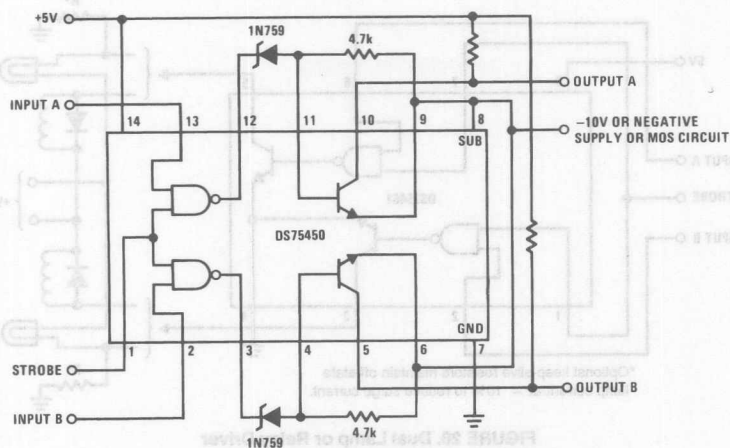 +5V
1N759
4.7k
OUTPUT A
INPUT A
14
13
12
11
10
9
8
SUB
−10V OR NEGATIVE
SUPPLY OR MOS CIRCUIT
DS75450
GND
1
2
3
4
5
6
7
STROBE
OUTPUT B
INPUT B
1N759
4.7k